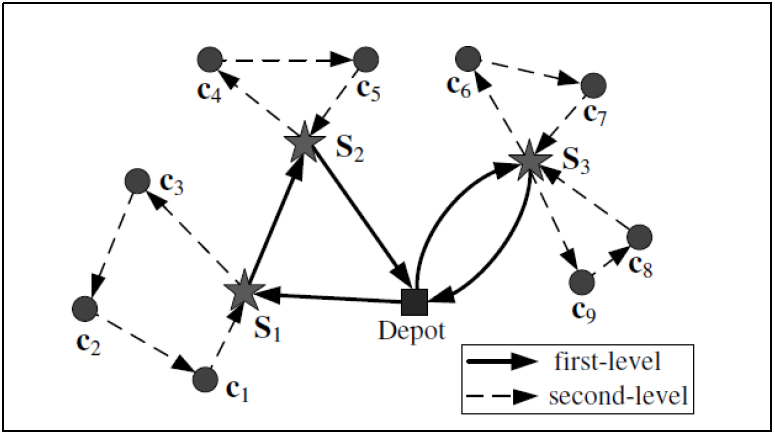 c₄
c₅
c₆
c₇
S₂
S₃
c₃
c₈
c₉
S₁
Depot
c₂
c₁
first-level
second-level